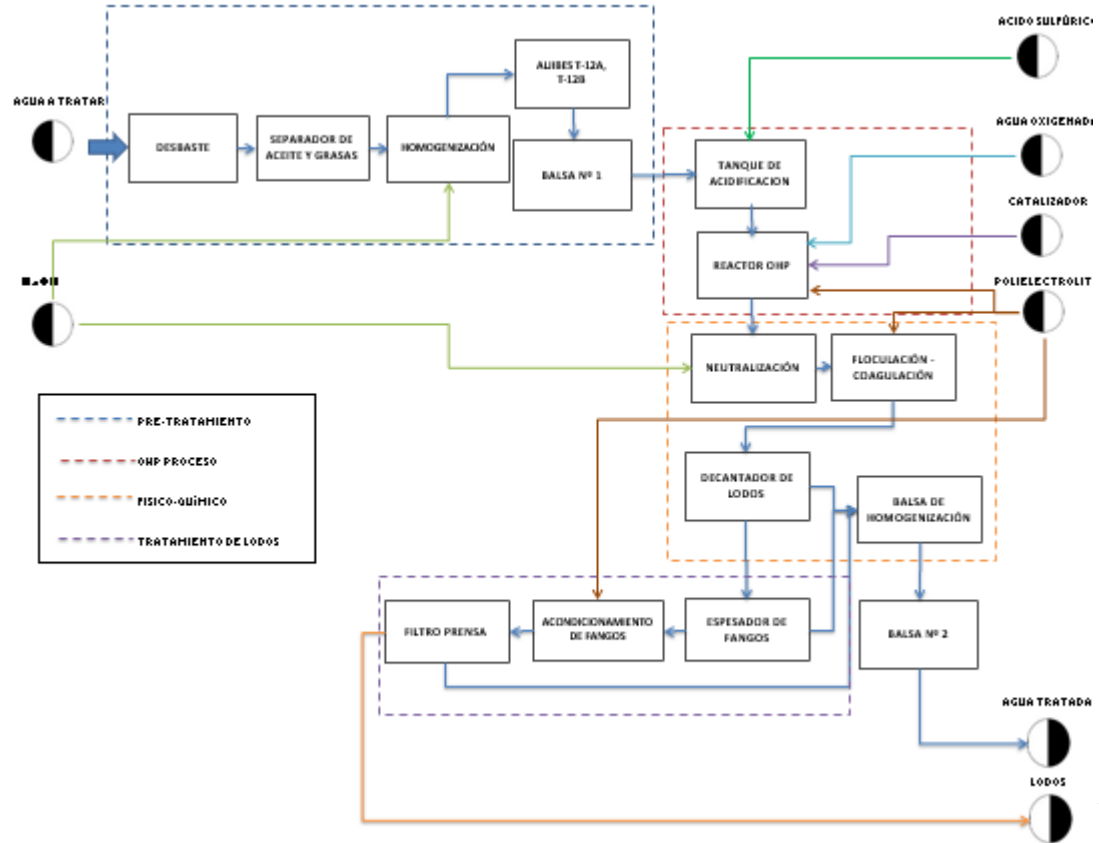 ACIDO SULFÚRICO
AGUA A TRATAR
DESBASTE
SEPARADOR DE
ACEITE Y GRASAS
HOMOGENIZACIÓN
ALJIBES T-12A,
T-12B
BALSA Nº 1
TANQUE DE
ACIDIFICACION
AGUA OXIGENADA
CATALIZADOR
REACTOR OHP
POLIELECTROLIT
NEUTRALIZACIÓN
FLOCULACIÓN -
COAGULACIÓN
PRE-TRATAMIENTO
OHP PROCESO
FISICO-QUÍMICO
TRATAMIENTO DE LODOS
DECANTADOR DE
LODOS
BALSA DE
HOMOGENIZACIÓN
FILTRO PRENSA
ACONDICIONAMIENTO
DE FANGOS
ESPESADOR DE
FANGOS
BALSA Nº 2
AGUA TRATADA
LODOS